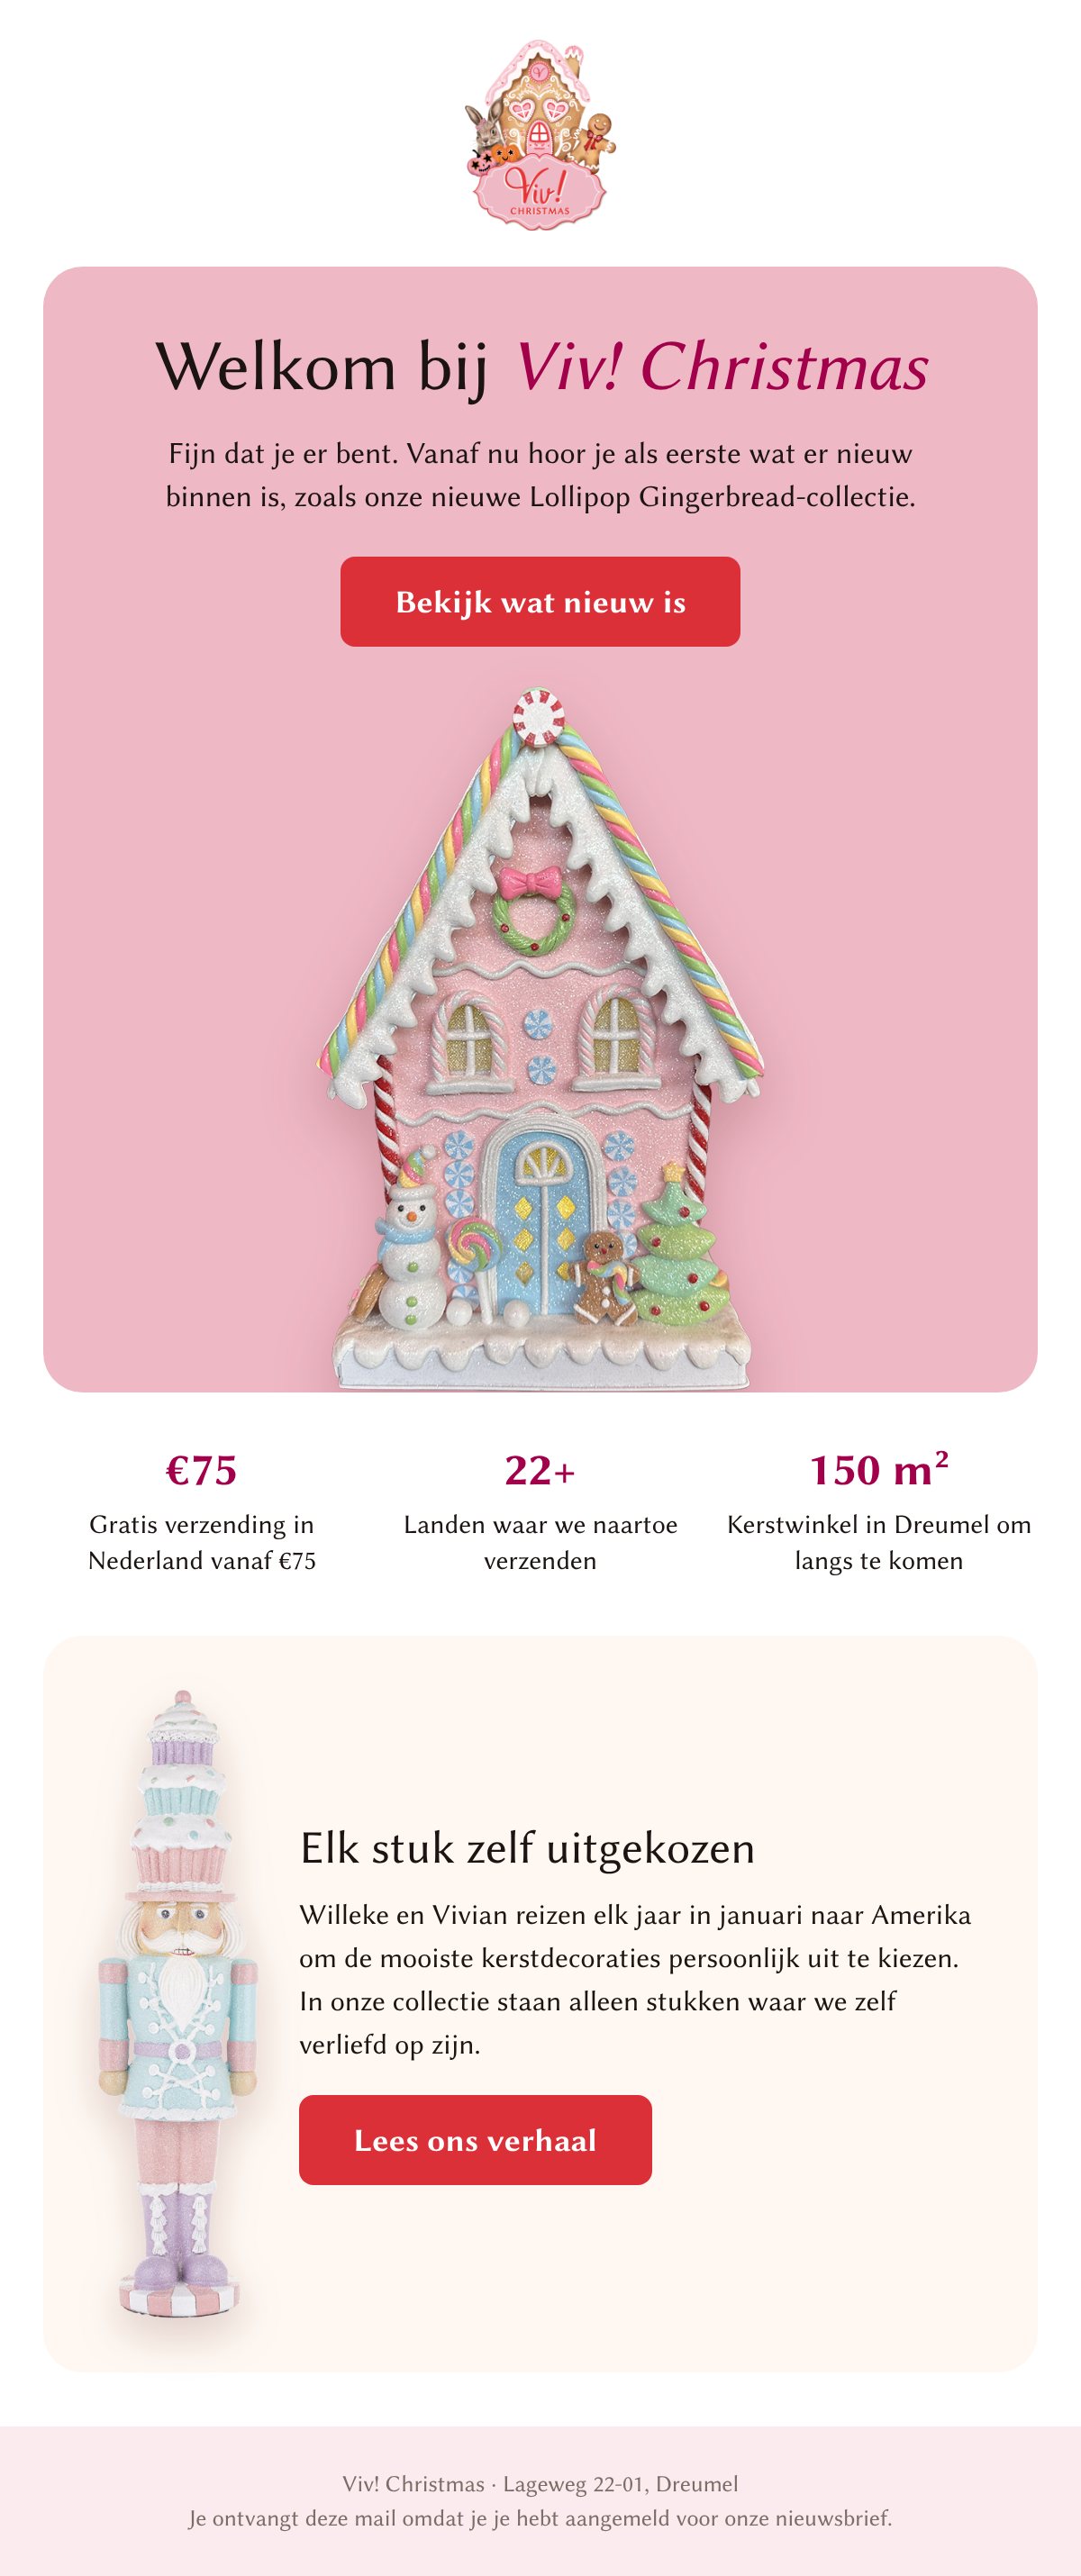 Viv!
CHRISTMAS
Welkom bij Viv! Christmas
Fijn dat je er bent. Vanaf nu hoor je als eerste wat er nieuw
binnen is, zoals onze nieuwe Lollipop Gingerbread-collectie.
Bekijk wat nieuw is
€75
Gratis verzending in
Nederland vanaf €75
22+
Landen waar we naartoe
verzenden
150 m²
Kerstwinkel in Dreumel om
langs te komen
Elk stuk zelf uitgekozen
Willeke en Vivian reizen elk jaar in januari naar Amerika
om de mooiste kerstdecoraties persoonlijk uit te kiezen.
In onze collectie staan alleen stukken waar we zelf
verliefd op zijn.
Lees ons verhaal
Viv! Christmas · Lageweg 22-01, Dreumel
Je ontvangt deze mail omdat je je hebt aangemeld voor onze nieuwsbrief.